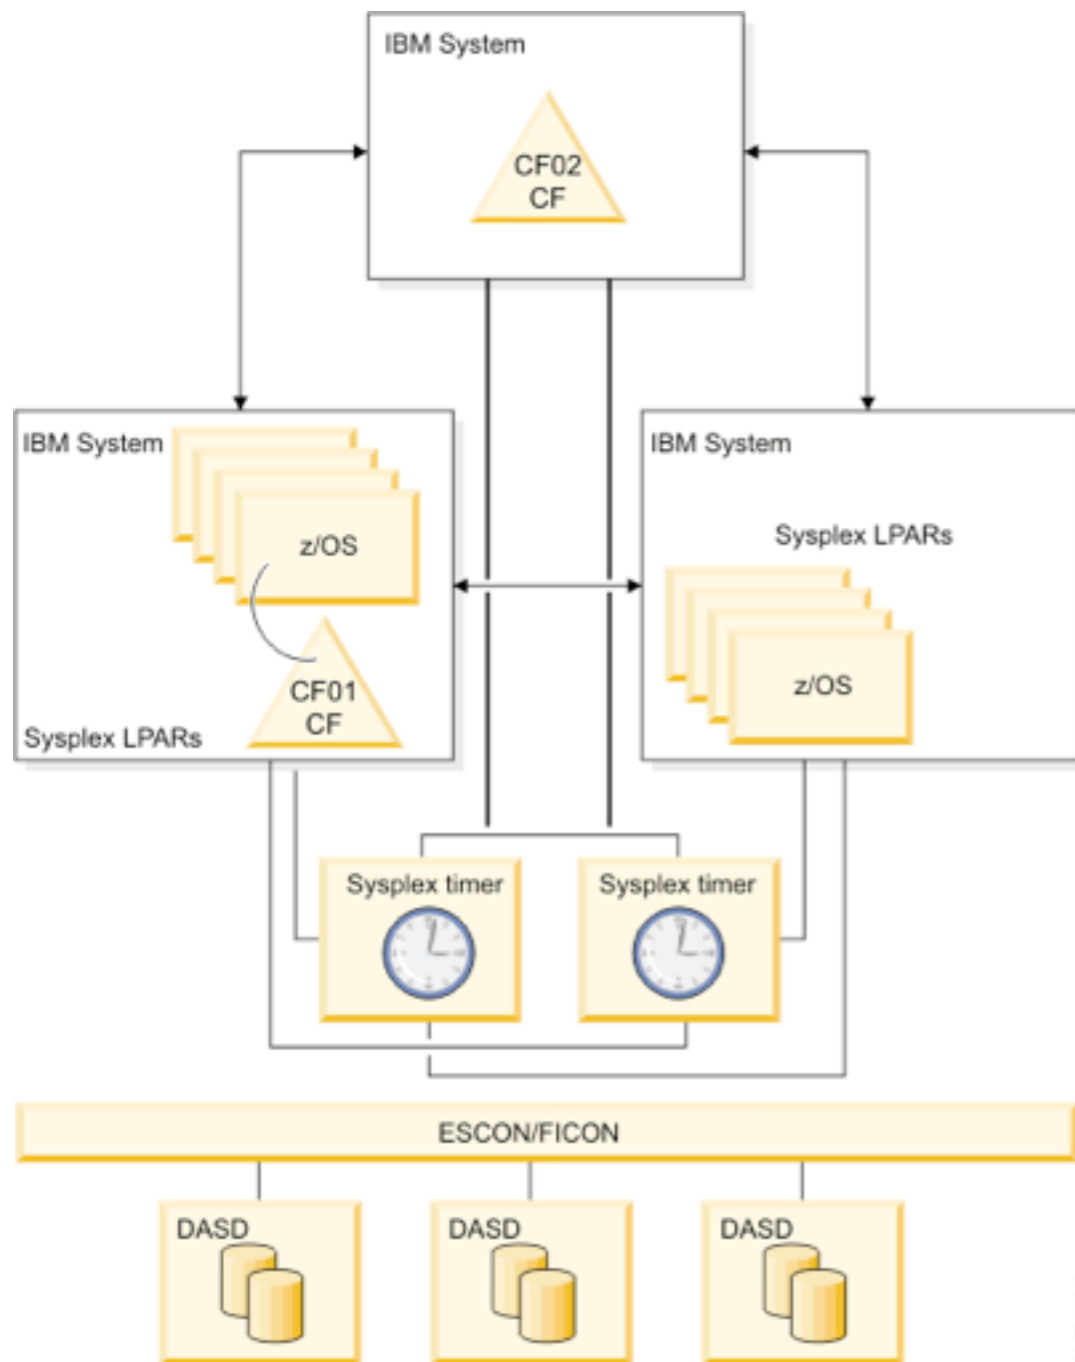 IBM System
CF02
CF
IBM System
z/OS
CF01
CF
Sysplex LPARs
IBM System
Sysplex LPARs
z/OS
Sysplex timer
Sysplex timer
ESCON/FICON
DASD
DASD
DASD